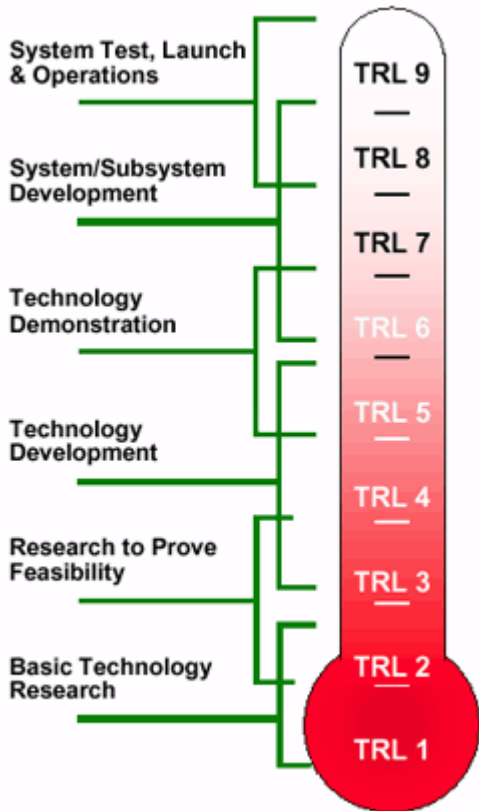 System Test, Launch
& Operations
System/Subsystem
Development
Technology
Demonstration
Technology
Development
Research to Prove
Feasibility
Basic Technology
Research
TRL 9
TRL 8
TRL 7
TRL 6
TRL 5
TRL 4
TRL 3
TRL 2
TRL 1